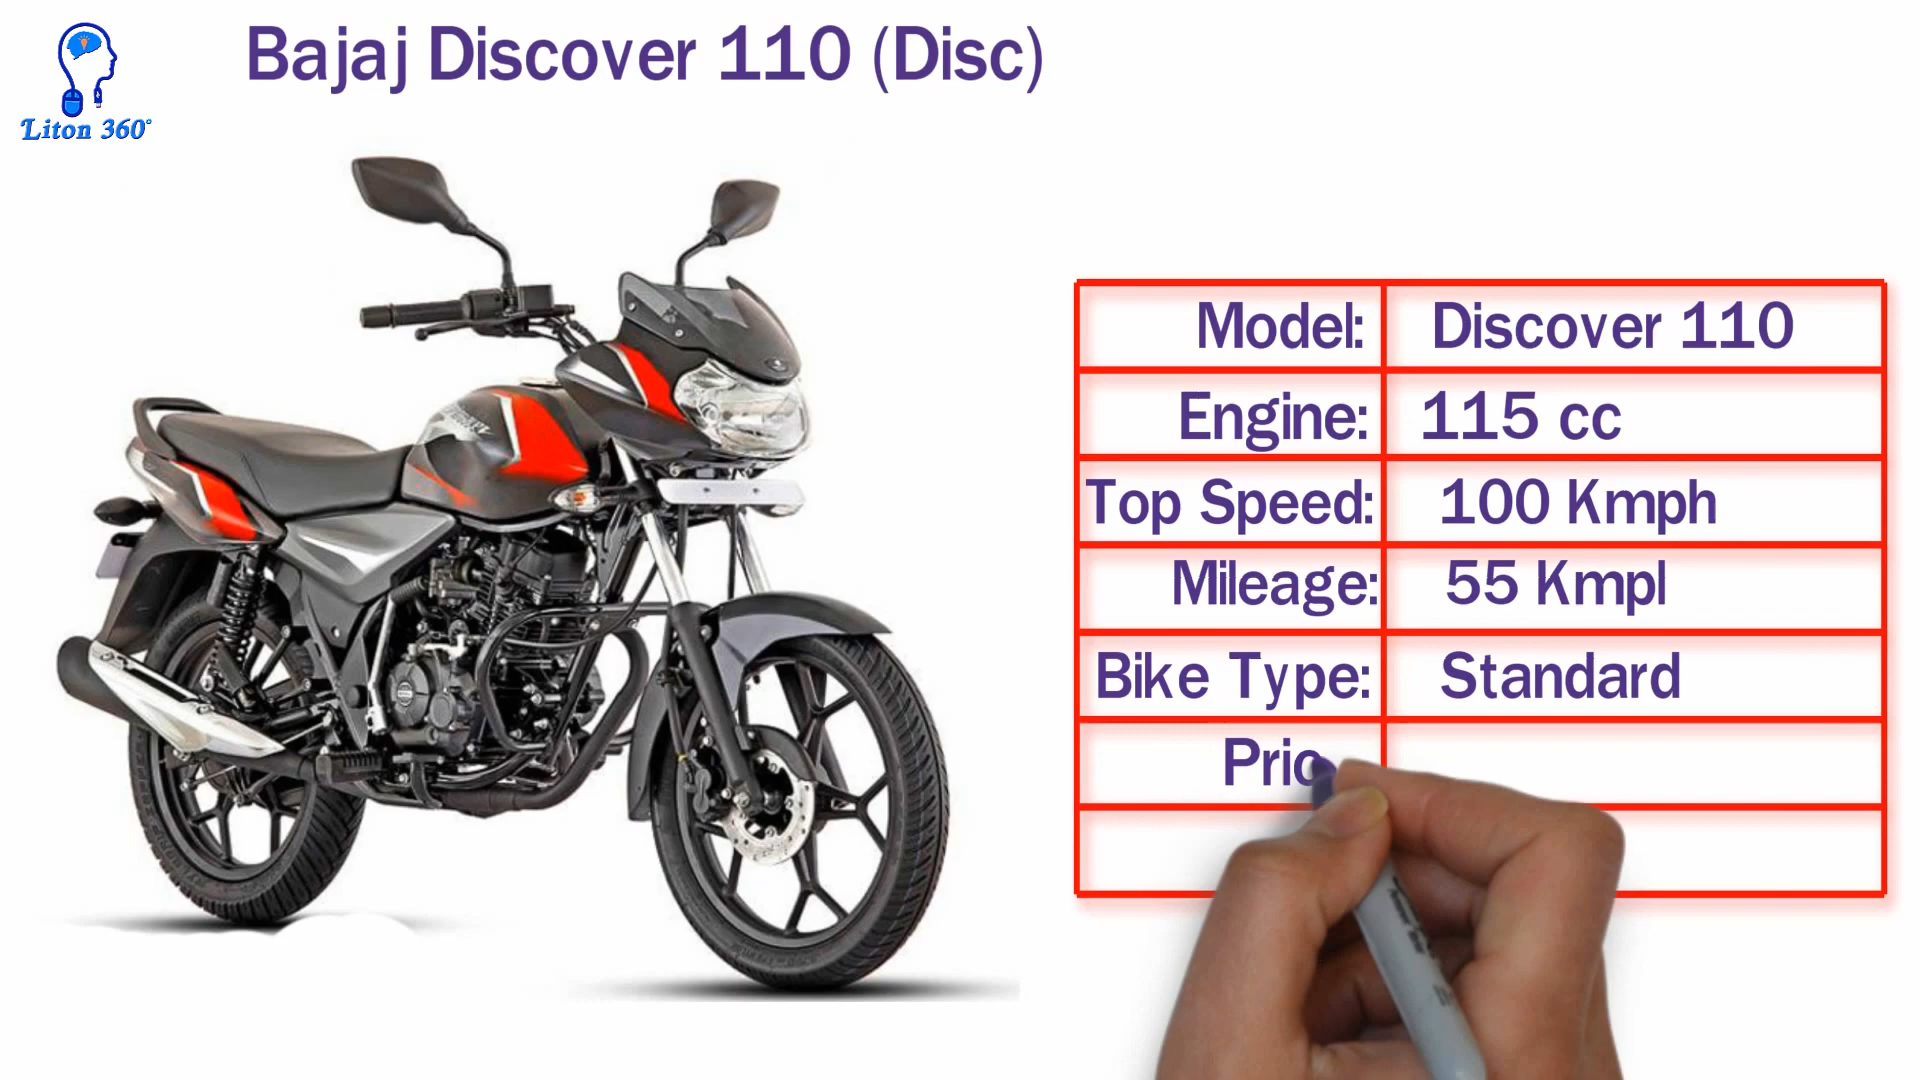 Liton 360°
Bajaj Discover 110 (Disc)
Model: Discover 110
Engine: 115 cc
Top Speed: 100 Kmph
Mileage: 55 Kmpl
Bike Type: Standard
Pric